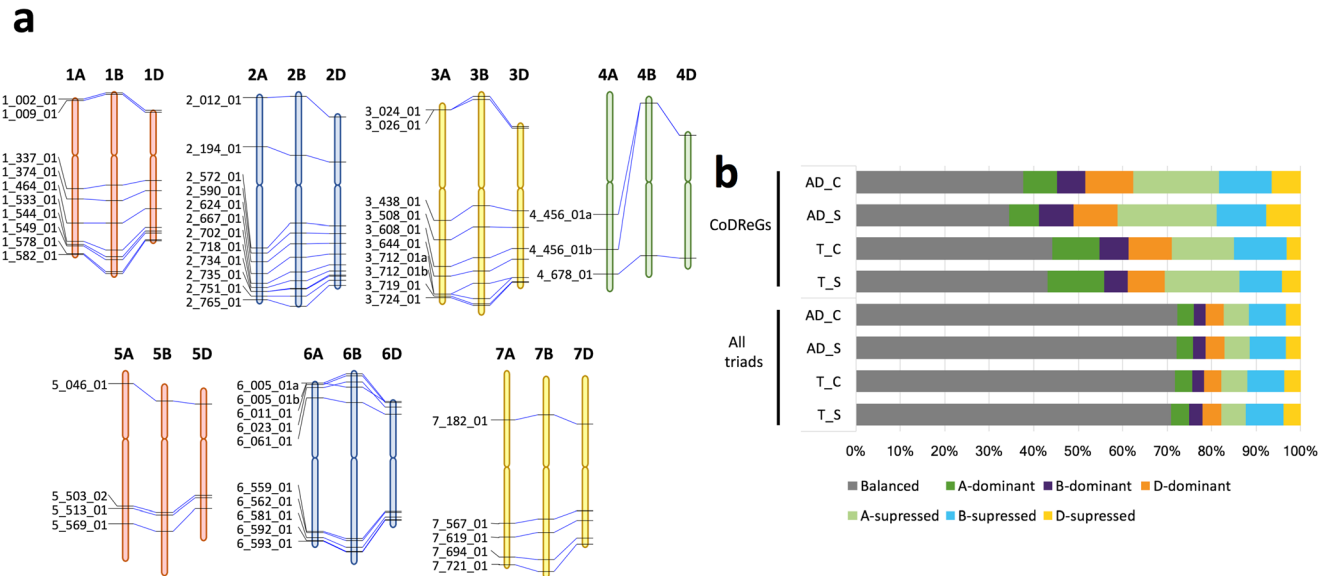 a
1A 1B 1D
1_002_01
1_009_01
1_337_01
1_374_01
1_464_01
1_533_01
1_544_01
1_549_01
1_578_01
1_582_01
2A 2B 2D
2_012_01
2_194_01
2_572_01
2_590_01
2_624_01
2_667_01
2_702_01
2_718_01
2_734_01
2_735_01
2_751_01
2_765_01
3A 3B 3D
3_024_01
3_026_01
3_438_01
3_508_01
3_608_01
3_644_01
3_712_01a
3_712_01b
3_719_01
3_724_01
4A 4B 4D
4_456_01a
4_456_01b
4_678_01
5A 5B 5D
5_046_01
5_503_02
5_513_01
5_569_01
6A 6B 6D
6_005_01a
6_005_01b
6_011_01
6_023_01
6_061_01
6_559_01
6_562_01
6_581_01
6_592_01
6_593_01
7A 7B 7D
7_182_01
7_567_01
7_619_01
7_694_01
7_721_01
b
CoDReGs
AD_C
AD_S
T_C
T_S
All
triads
AD_C
AD_S
T_C
T_S
0% 10% 20% 30% 40% 50% 60% 70% 80% 90% 100%
Balanced A-dominant B-dominant D-dominant
A-supressed B-supressed D-supressed